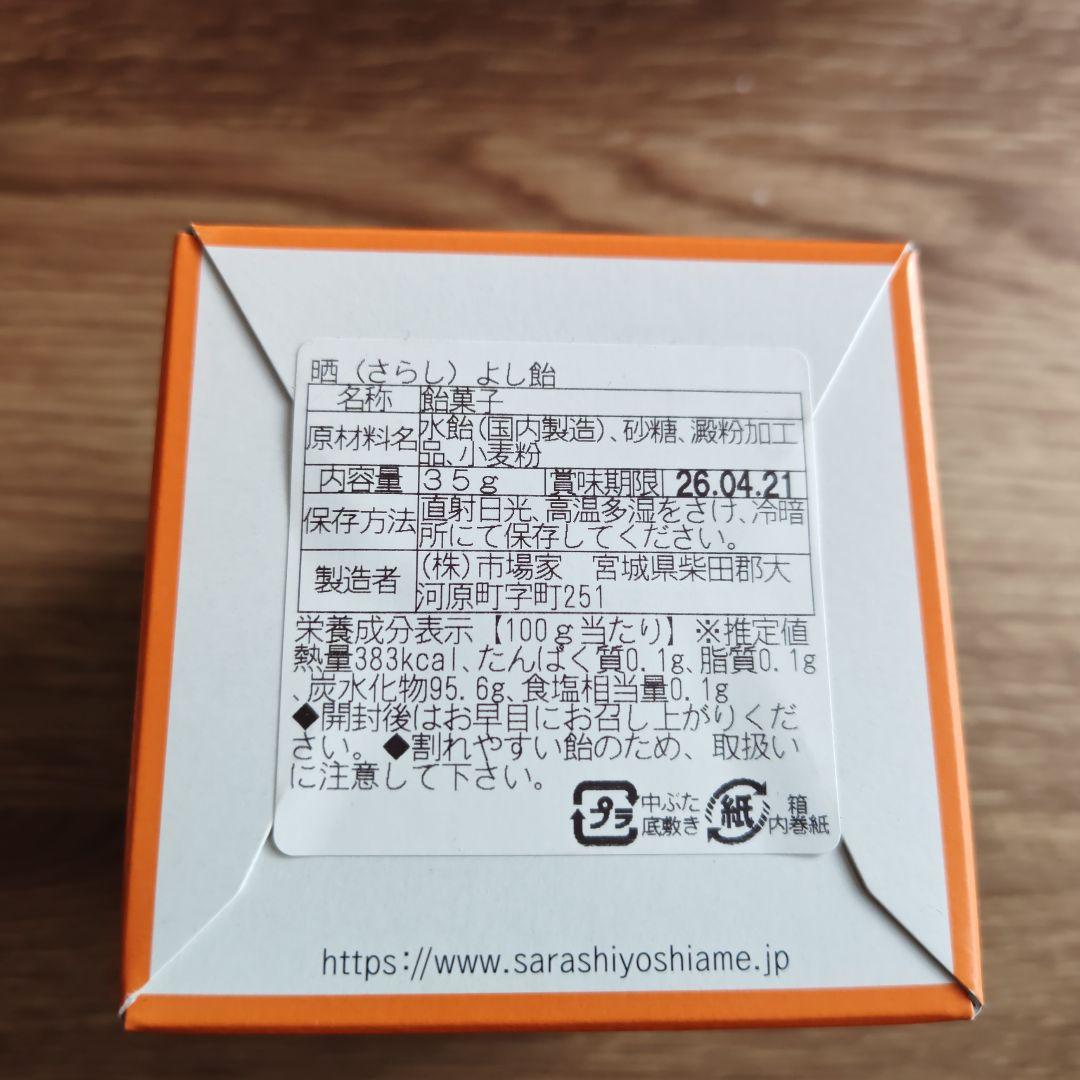 晒（さらし）よし飴
名称 飴菓子
原材料名 水飴(国内製造)、砂糖、澱粉加工
品、小麦粉
内容量 35g 賞味期限 26.04.21
保存方法 直射日光、高温多湿をさけ、冷暗
所にて保存してください。
製造者 (株)市場家 宮城県柴田郡大
河原町字町251
栄養成分表示【100g当たり】※推定値
熱量383kcal、たんぱく質0.1g、脂質0.1g
、炭水化物95.6g、食塩相当量0.1g
◆開封後はお早目にお召し上がりくだ
さい。◆割れやすい飴のため、取扱い
に注意して下さい。
プラ 中ぶた 紙 箱
底敷き 内巻紙
https://www.sarashiyoshiame.jp